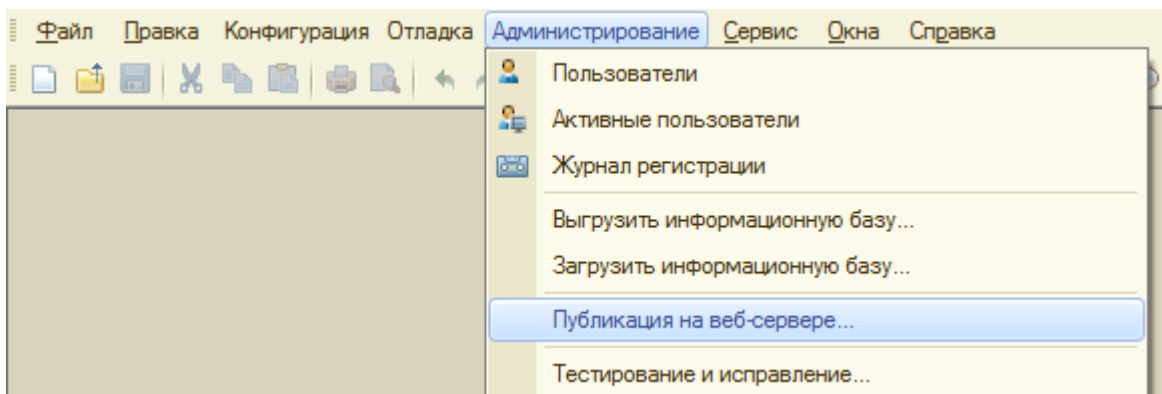 Файл Правка Конфигурация Отладка Администрирование Сервис Окна Справка
Пользователи
Активные пользователи
Журнал регистрации
Выгрузить информационную базу...
Загрузить информационную базу...
Публикация на веб-сервере...
Тестирование и исправление...